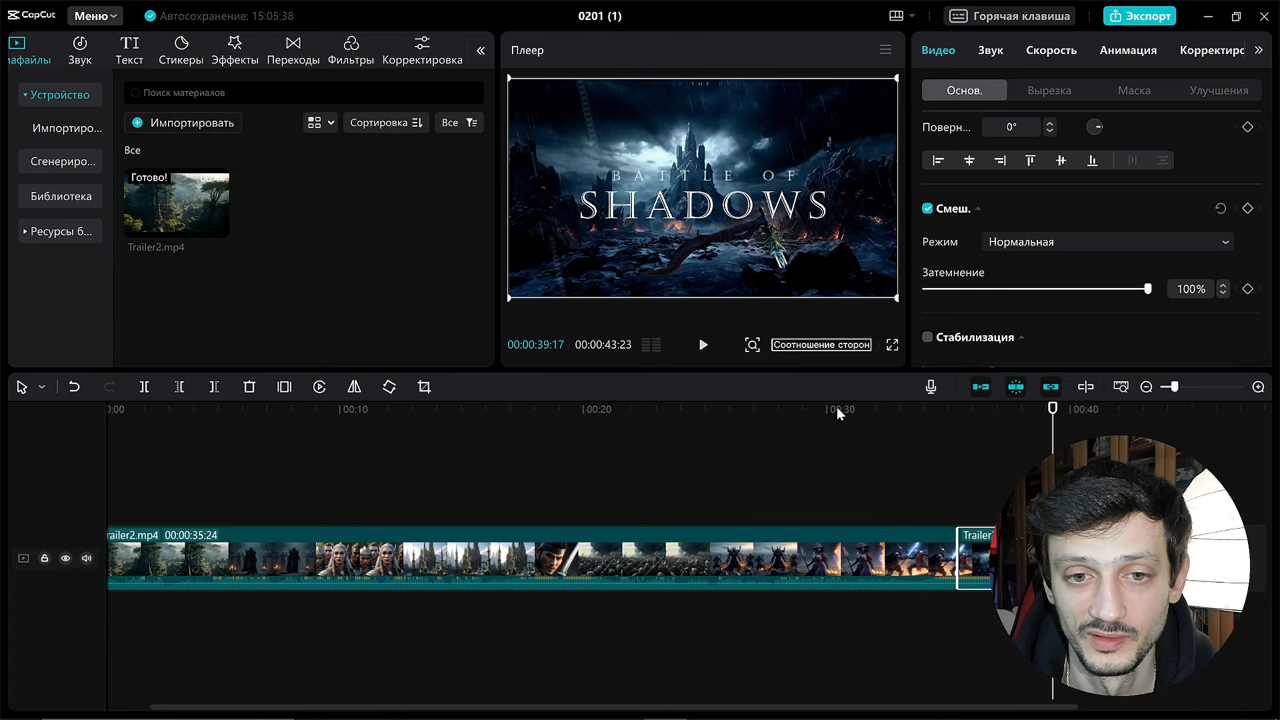 CapCut
Меню
Автосохранение: 15:05:38
0201 (1)
Горячая клавиша
Экспорт
иафайлы
Звук
Текст
Стикеры
Эффекты
Переходы
Фильтры
Корректировка
Устройство
Импортиро...
Сгенериро...
Библиотека
Ресурсы б...
Поиск материалов
Импортировать
Сортировка
Все
Все
Готово!
Trailer2.mp4
Плеер
BATTLE OF
SHADOWS
00:00:39:17
00:00:43:23
Соотношение сторон
Видео
Звук
Скорость
Анимация
Корректирс
Основ.
Вырезка
Маска
Улучшения
Поверн...
0°
Смеш.
Режим
Нормальная
Затемнение
100%
Стабилизация
0:00
00:10
00:20
00:30
00:40
railer2.mp4 00:00:35:24
Trailer